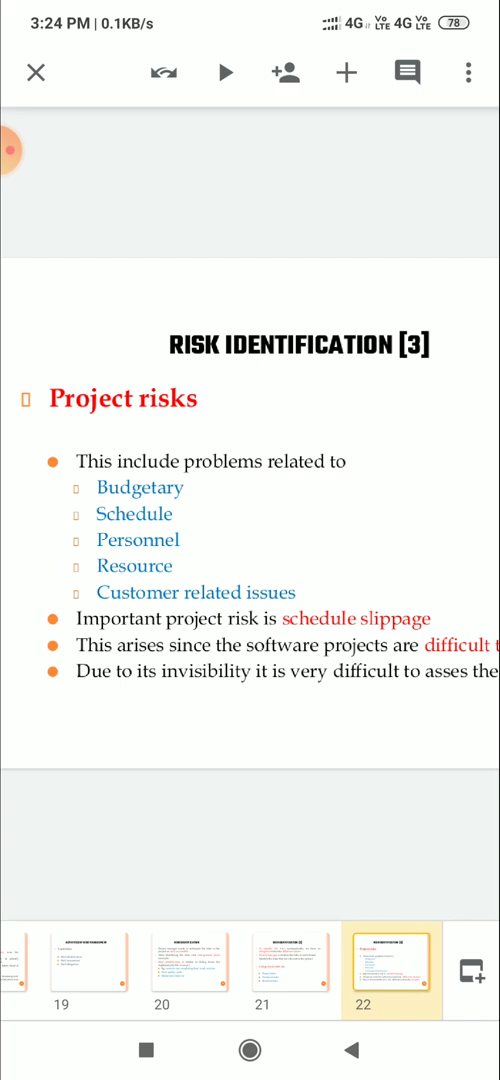 3:24 PM | 0.1KB/s 4G Vo LTE 4G Vo LTE 78
RISK IDENTIFICATION [3]
Project risks
This include problems related to
Budgetary
Schedule
Personnel
Resource
Customer related issues
Important project risk is schedule slippage
This arises since the software projects are difficult t
Due to its invisibility it is very difficult to asses the
19
20
21
22